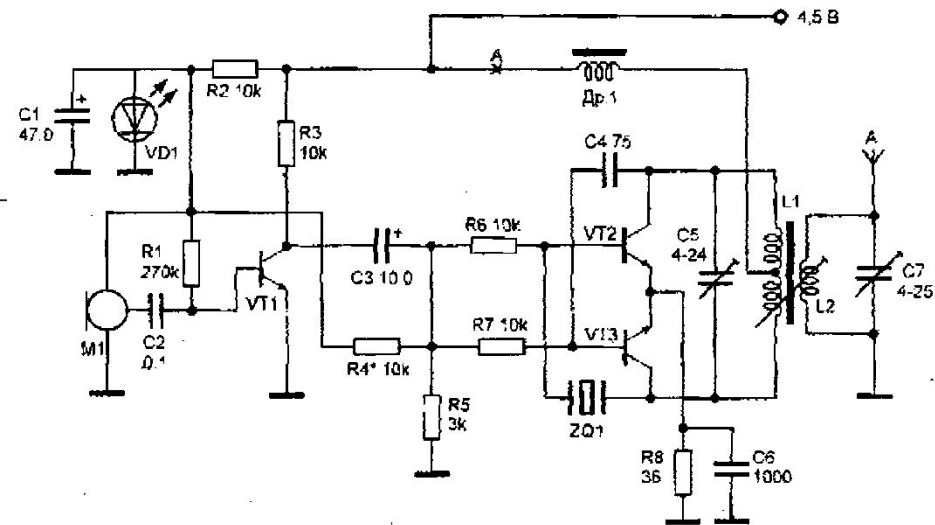 4,5 В
А
R2 10k
Др.1
C1
47.0
VD1
R3
10k
C4 75
А
L1
R1
270k
VT1
C3 10.0
R6 10k
VT2
C5
4-24
C7
4-25
L2
M1
C2
0.1
R4* 10k
R7 10k
VT3
R5
3k
ZQ1
R8
36
C6
1000